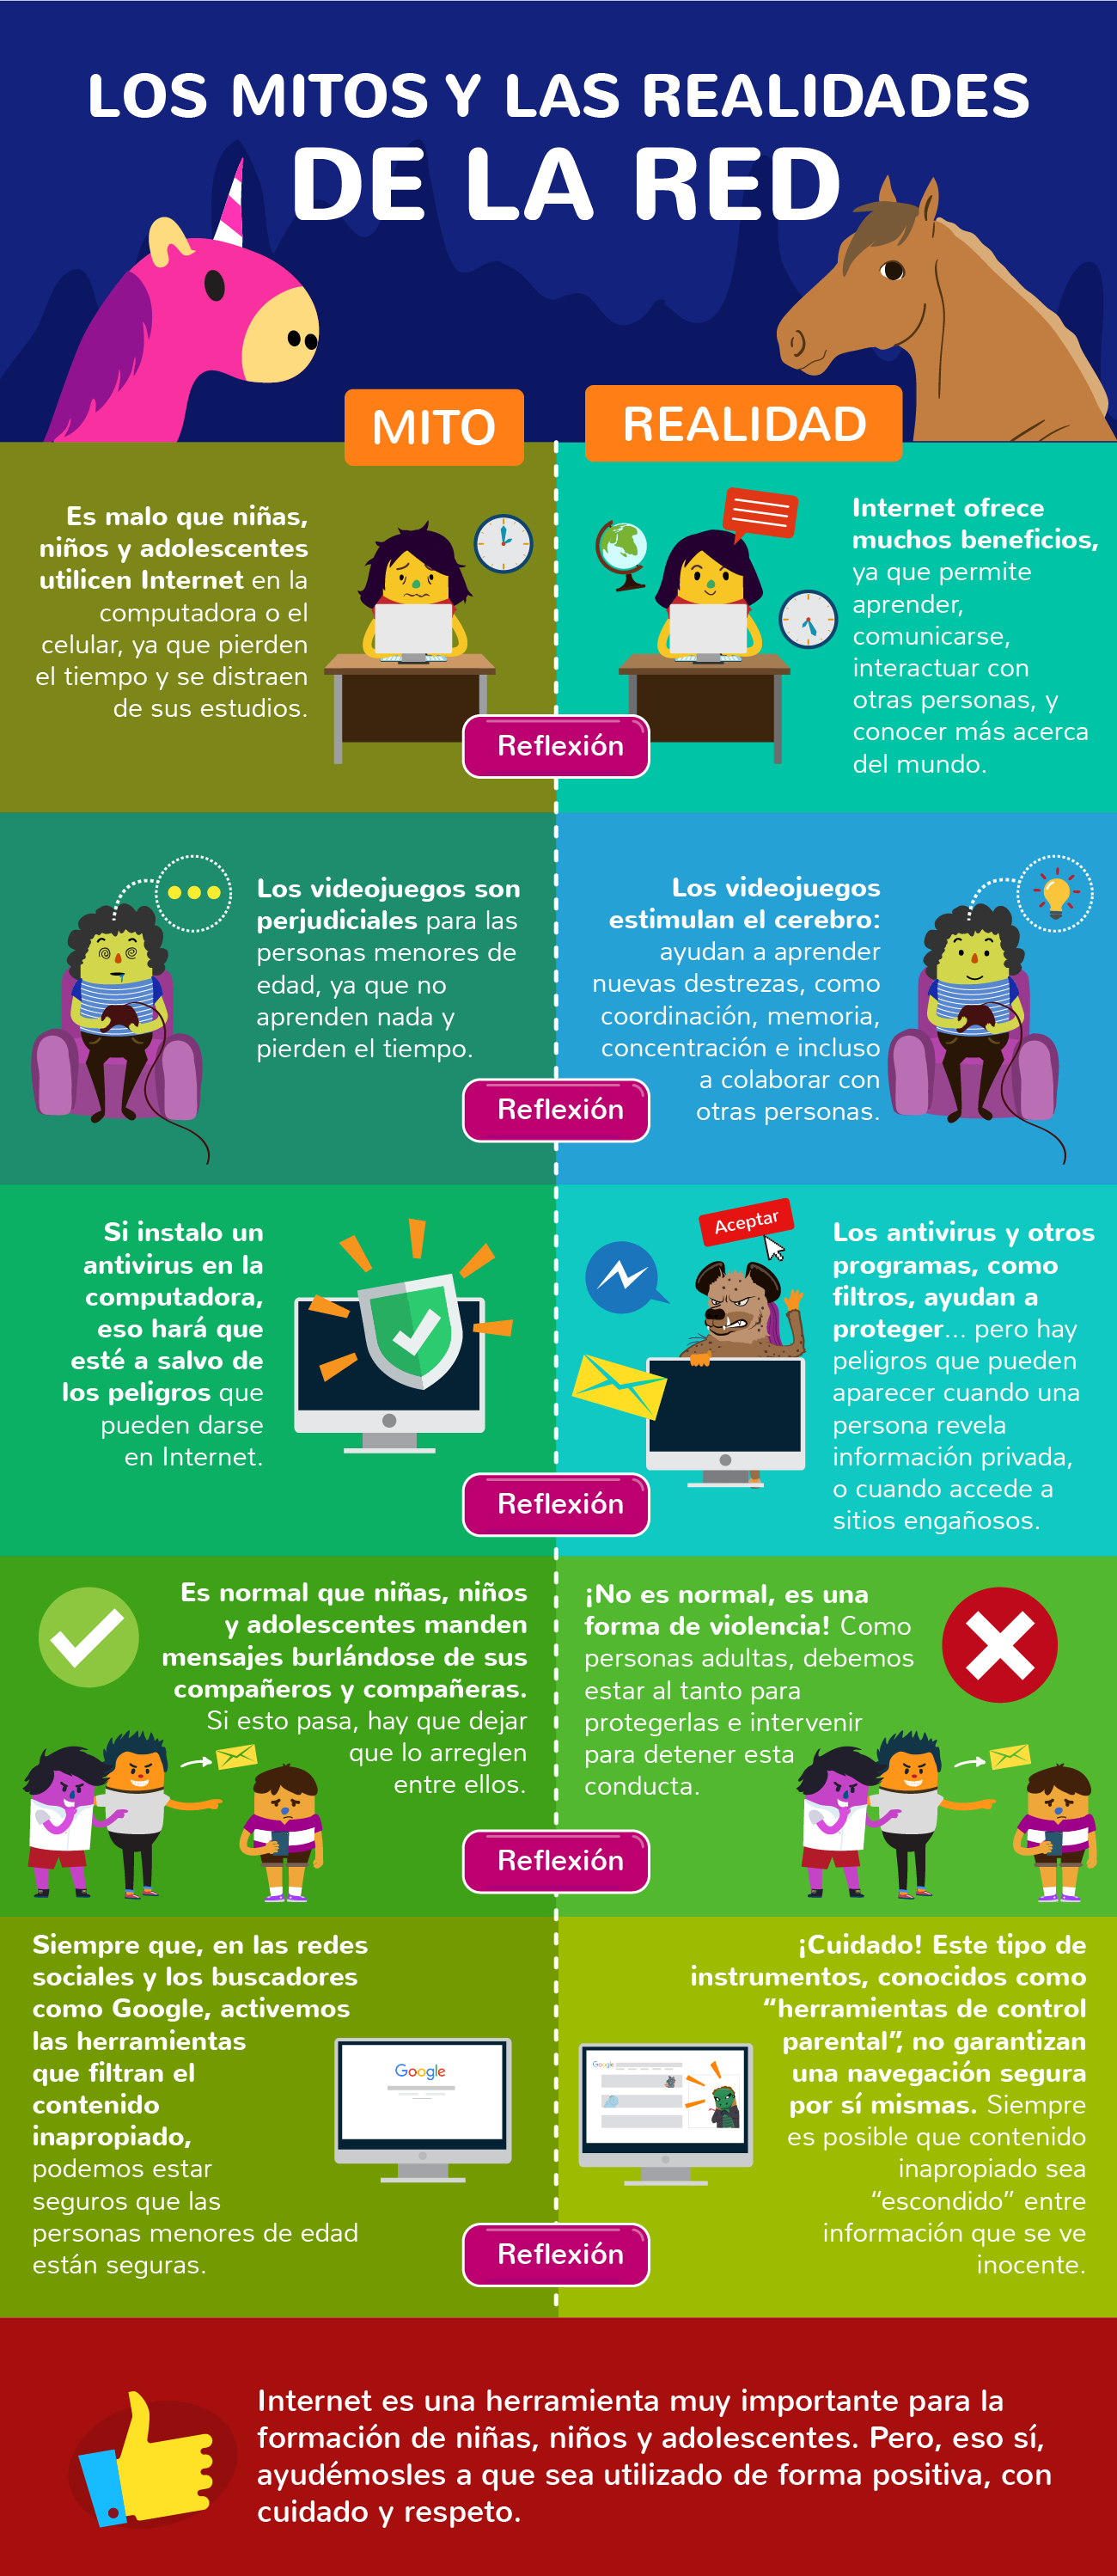 LOS MITOS Y LAS REALIDADES
DE LA RED
MITO
REALIDAD
Es malo que niñas,
niños y adolescentes
utilicen Internet en la
computadora o el
celular, ya que pierden
el tiempo y se distraen
de sus estudios.
Internet ofrece
muchos beneficios,
ya que permite
aprender,
comunicarse,
interactuar con
otras personas, y
conocer más acerca
del mundo.
Reflexión
Los videojuegos son
perjudiciales para las
personas menores de
edad, ya que no
aprenden nada y
pierden el tiempo.
Los videojuegos
estimulan el cerebro:
ayudan a aprender
nuevas destrezas, como
coordinación, memoria,
concentración e incluso
a colaborar con
otras personas.
Reflexión
Si instalo un
antivirus en la
computadora,
eso hará que
esté a salvo de
los peligros que
pueden darse
en Internet.
Aceptar
Los antivirus y otros
programas, como
filtros, ayudan a
proteger... pero hay
peligros que pueden
aparecer cuando una
persona revela
información privada,
o cuando accede a
sitios engañosos.
Reflexión
Es normal que niñas, niños
y adolescentes manden
mensajes burlándose de sus
compañeros y compañeras.
Si esto pasa, hay que dejar
que lo arreglen
entre ellos.
¡No es normal, es una
forma de violencia! Como
personas adultas, debemos
estar al tanto para
protegerlas e intervenir
para detener esta
conducta.
Reflexión
Siempre que, en las redes
sociales y los buscadores
como Google, activemos
las herramientas
que filtran el
contenido
inapropiado,
podemos estar
seguros que las
personas menores de edad
están seguras.
Google
Google
¡Cuidado! Este tipo de
instrumentos, conocidos como
“herramientas de control
parental”, no garantizan
una navegación segura
por sí mismas. Siempre
es posible que contenido
inapropiado sea
“escondido” entre
información que se ve
inocente.
Reflexión
Internet es una herramienta muy importante para la
formación de niñas, niños y adolescentes. Pero, eso sí,
ayudémosles a que sea utilizado de forma positiva, con
cuidado y respeto.